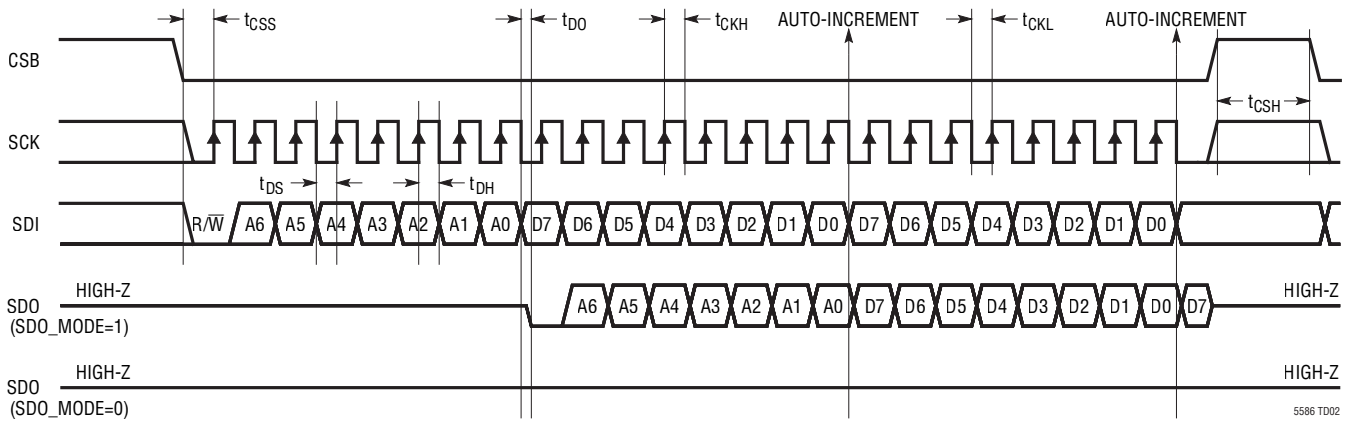 tCSS tDO tCKH AUTO-INCREMENT tCKL AUTO-INCREMENT
CSB
tCSH
SCK
tDS tDH
SDI R/W̅ A6 A5 A4 A3 A2 A1 A0 D7 D6 D5 D4 D3 D2 D1 D0 D7 D6 D5 D4 D3 D2 D1 D0
HIGH-Z HIGH-Z
SDO A6 A5 A4 A3 A2 A1 A0 D7 D6 D5 D4 D3 D2 D1 D0 D7
(SDO_MODE=1)
HIGH-Z HIGH-Z
SDO
(SDO_MODE=0)
5586 TD02